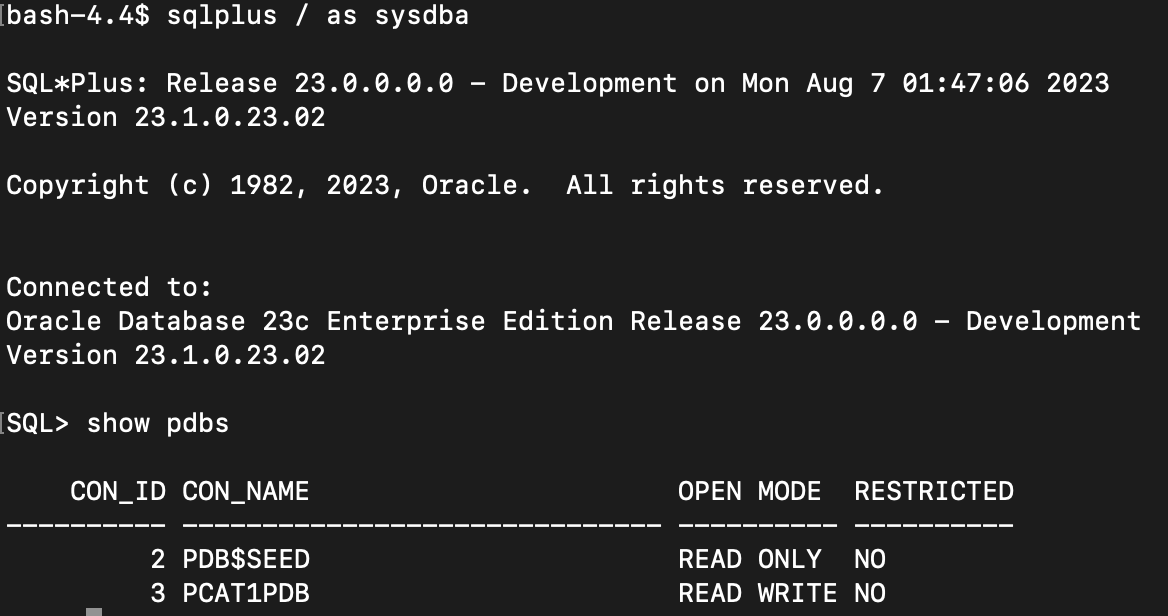 [bash-4.4$ sqlplus / as sysdba
SQL*Plus: Release 23.0.0.0.0 – Development on Mon Aug 7 01:47:06 2023
Version 23.1.0.23.02
Copyright (c) 1982, 2023, Oracle.  All rights reserved.
Connected to:
Oracle Database 23c Enterprise Edition Release 23.0.0.0.0 – Development
Version 23.1.0.23.02
[SQL> show pdbs
    CON_ID CON_NAME                       OPEN MODE  RESTRICTED
---------- ------------------------------ ---------- ----------
         2 PDB$SEED                       READ ONLY  NO
         3 PCAT1PDB                       READ WRITE NO